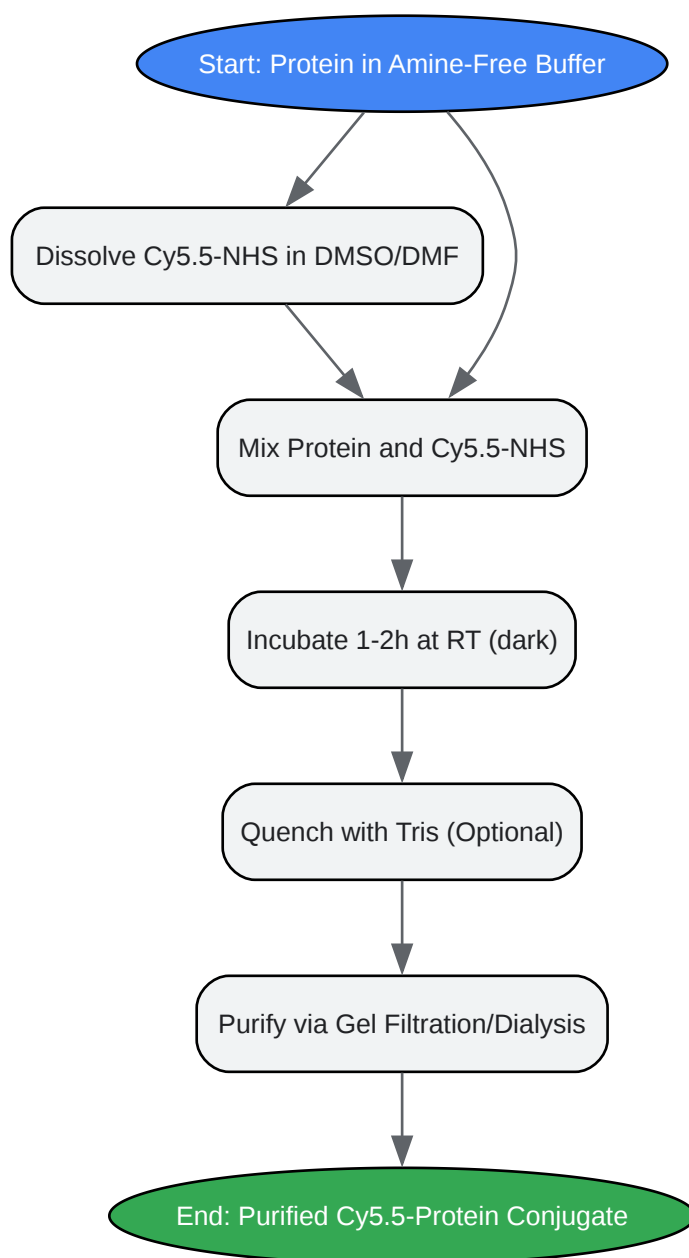 Start: Protein in Amine-Free Buffer
Dissolve Cy5.5-NHS in DMSO/DMF
Mix Protein and Cy5.5-NHS
Incubate 1-2h at RT (dark)
Quench with Tris (Optional)
Purify via Gel Filtration/Dialysis
End: Purified Cy5.5-Protein Conjugate